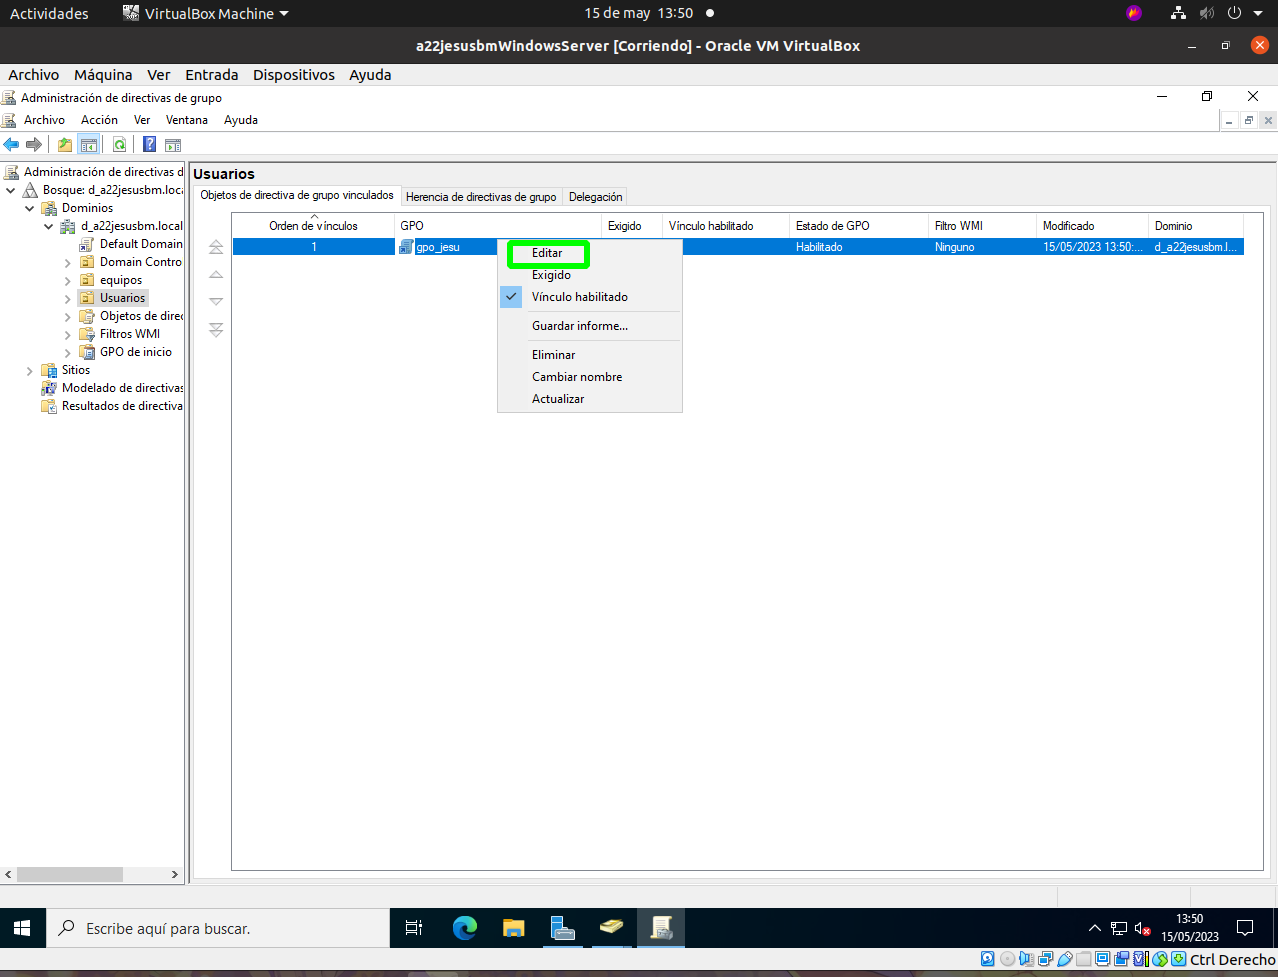 Actividades
VirtualBox Machine
15 de may 13:50
a22jesusbmWindowsServer [Corriendo] - Oracle VM VirtualBox
Archivo Máquina Ver Entrada Dispositivos Ayuda
Administración de directivas de grupo
Archivo Acción Ver Ventana Ayuda
Administración de directivas d
Bosque: d_a22jesusbm.loca
Dominios
d_a22jesusbm.local
Default Domain
Domain Contro
equipos
Usuarios
Objetos de direc
Filtros WMI
GPO de inicio
Sitios
Modelado de directivas
Resultados de directiva
Usuarios
Objetos de directiva de grupo vinculados
Herencia de directivas de grupo
Delegación
Orden de vínculos GPO Exigido Vínculo habilitado Estado de GPO Filtro WMI Modificado Dominio
1 gpo_jesu Habilitado Ninguno 15/05/2023 13:50:... d_a22jesusbm.l...
Editar
Exigido
Vínculo habilitado
Guardar informe...
Eliminar
Cambiar nombre
Actualizar
Escribe aquí para buscar.
13:50
15/05/2023
Ctrl Derecho